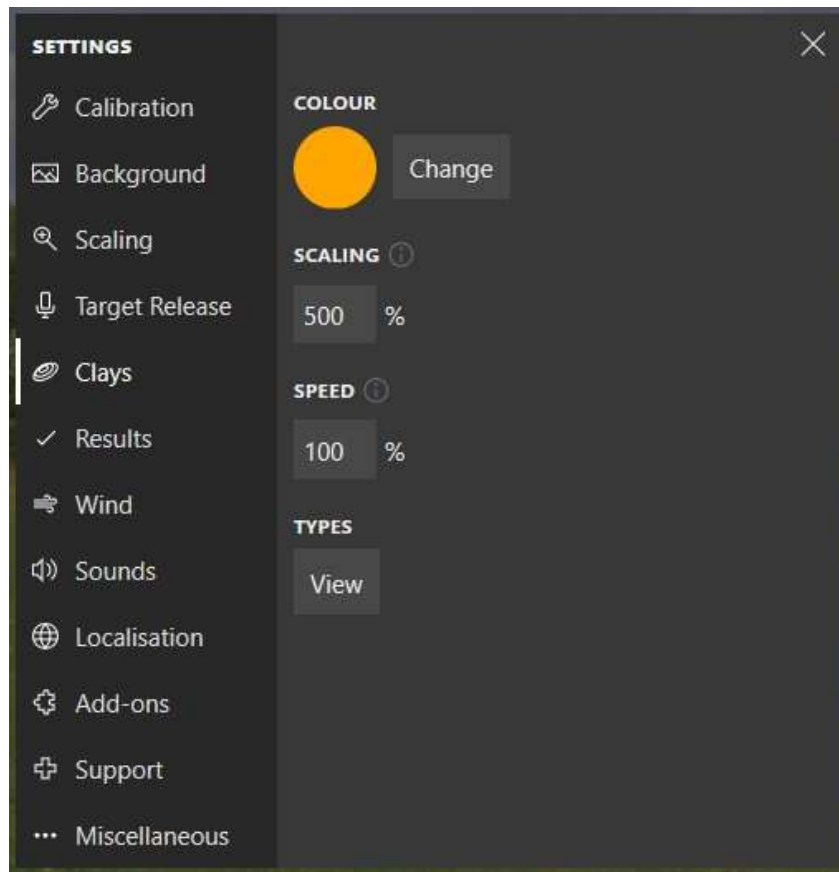 SETTINGS
Calibration
Background
Scaling
Target Release
Clays
Results
Wind
Sounds
Localisation
Add-ons
Support
Miscellaneous
COLOUR
Change
SCALING
500 %
SPEED
100 %
TYPES
View